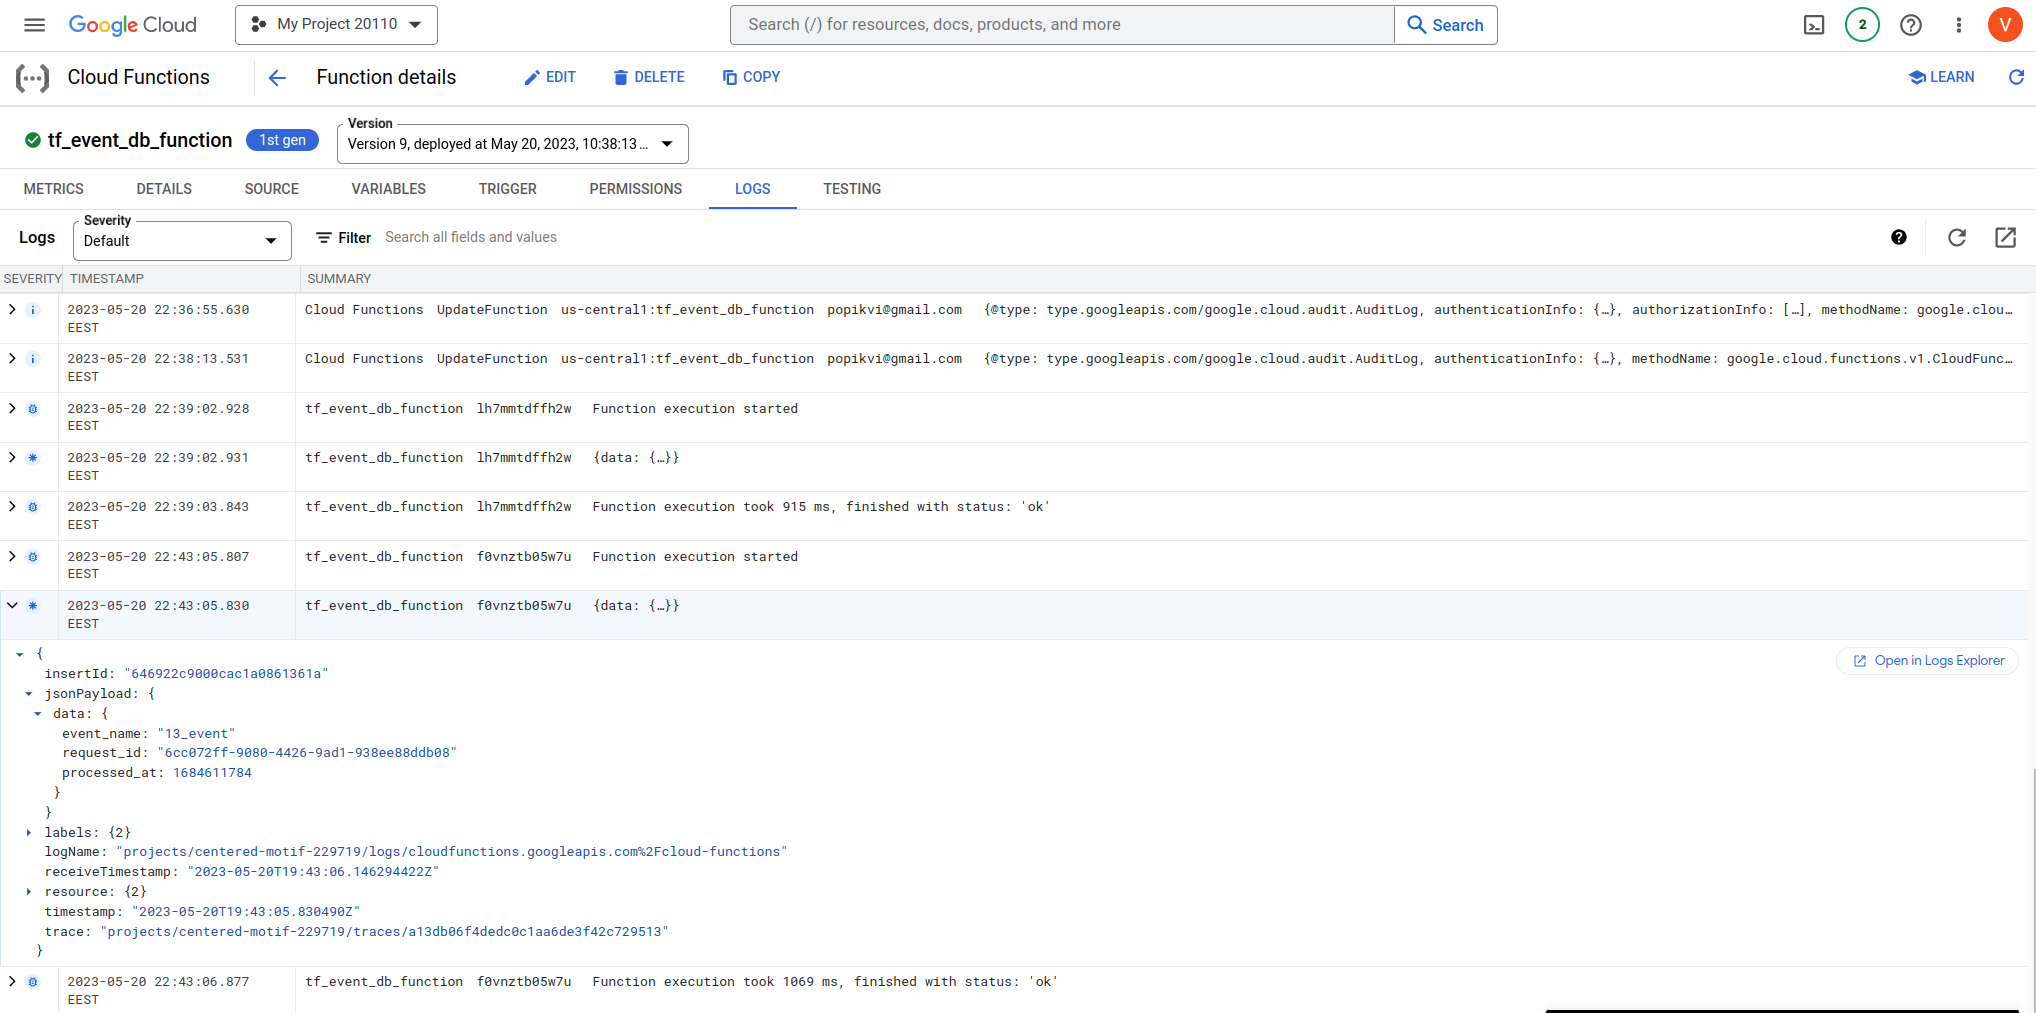 Google Cloud
My Project 20110
Search (/) for resources, docs, products, and more
Search
2
V
Cloud Functions
Function details
EDIT
DELETE
COPY
LEARN
tf_event_db_function
1st gen
Version
Version 9, deployed at May 20, 2023, 10:38:13 ...
METRICS
DETAILS
SOURCE
VARIABLES
TRIGGER
PERMISSIONS
LOGS
TESTING
Logs
Severity
Default
Filter
Search all fields and values
SEVERITY TIMESTAMP SUMMARY
2023-05-20 22:36:55.630 Cloud Functions UpdateFunction us-central1:tf_event_db_function popikvi@gmail.com {@type: type.googleapis.com/google.cloud.audit.AuditLog, authenticationInfo: {…}, authorizationInfo: […], methodName: google.clou…
EEST
2023-05-20 22:38:13.531 Cloud Functions UpdateFunction us-central1:tf_event_db_function popikvi@gmail.com {@type: type.googleapis.com/google.cloud.audit.AuditLog, authenticationInfo: {…}, methodName: google.cloud.functions.v1.CloudFunc…
EEST
2023-05-20 22:39:02.928 tf_event_db_function lh7mmtdffh2w Function execution started
EEST
2023-05-20 22:39:02.931 tf_event_db_function lh7mmtdffh2w {data: {…}}
EEST
2023-05-20 22:39:03.843 tf_event_db_function lh7mmtdffh2w Function execution took 915 ms, finished with status: 'ok'
EEST
2023-05-20 22:43:05.807 tf_event_db_function f0vnztb05w7u Function execution started
EEST
2023-05-20 22:43:05.830 tf_event_db_function f0vnztb05w7u {data: {…}}
EEST
{
Open in Logs Explorer
insertId: "646922c9000cac1a0861361a"
jsonPayload: {
data: {
event_name: "13_event"
request_id: "6cc072ff-9080-4426-9ad1-938ee88ddb08"
processed_at: 1684611784
}
}
labels: {2}
logName: "projects/centered-motif-229719/logs/cloudfunctions.googleapis.com%2Fcloud-functions"
receiveTimestamp: "2023-05-20T19:43:06.146294422Z"
resource: {2}
timestamp: "2023-05-20T19:43:05.830490Z"
trace: "projects/centered-motif-229719/traces/a13db06f4dedc0c1aa6de3f42c729513"
}
2023-05-20 22:43:06.877 tf_event_db_function f0vnztb05w7u Function execution took 1069 ms, finished with status: 'ok'
EEST